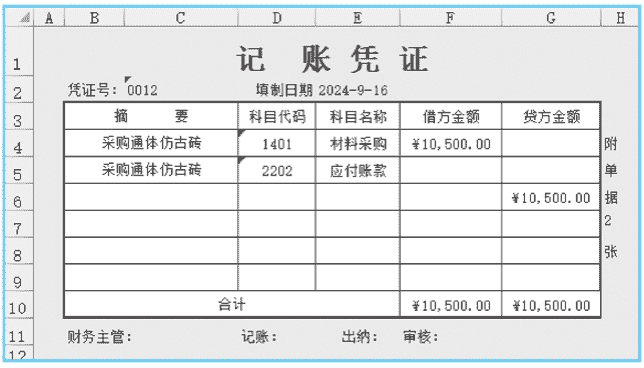 A B C D E F G H
1 记 账 凭 证
2 凭证号: 0012 填制日期 2024-9-16
3 摘 要 科目代码 科目名称 借方金额 贷方金额
4 采购通体仿古砖 1401 材料采购 ¥10,500.00 附
5 采购通体仿古砖 2202 应付账款 单
6 ¥10,500.00 据
7 2
8 张
9
10 合计 ¥10,500.00 ¥10,500.00
11 财务主管: 记账: 出纳: 审核:
12